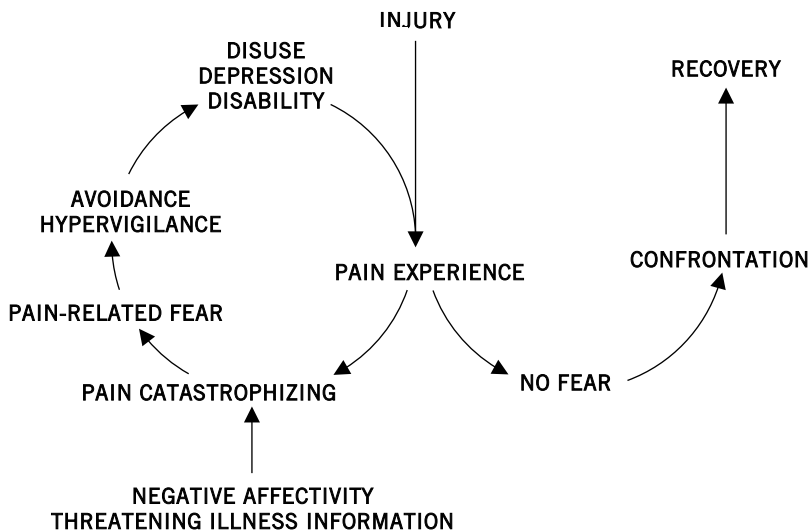 INJURY
DISUSE
DEPRESSION
DISABILITY
RECOVERY
AVOIDANCE
HYPERVIGILANCE
PAIN EXPERIENCE
CONFRONTATION
PAIN-RELATED FEAR
PAIN CATASTROPHIZING
NO FEAR
NEGATIVE AFFECTIVITY
THREATENING ILLNESS INFORMATION